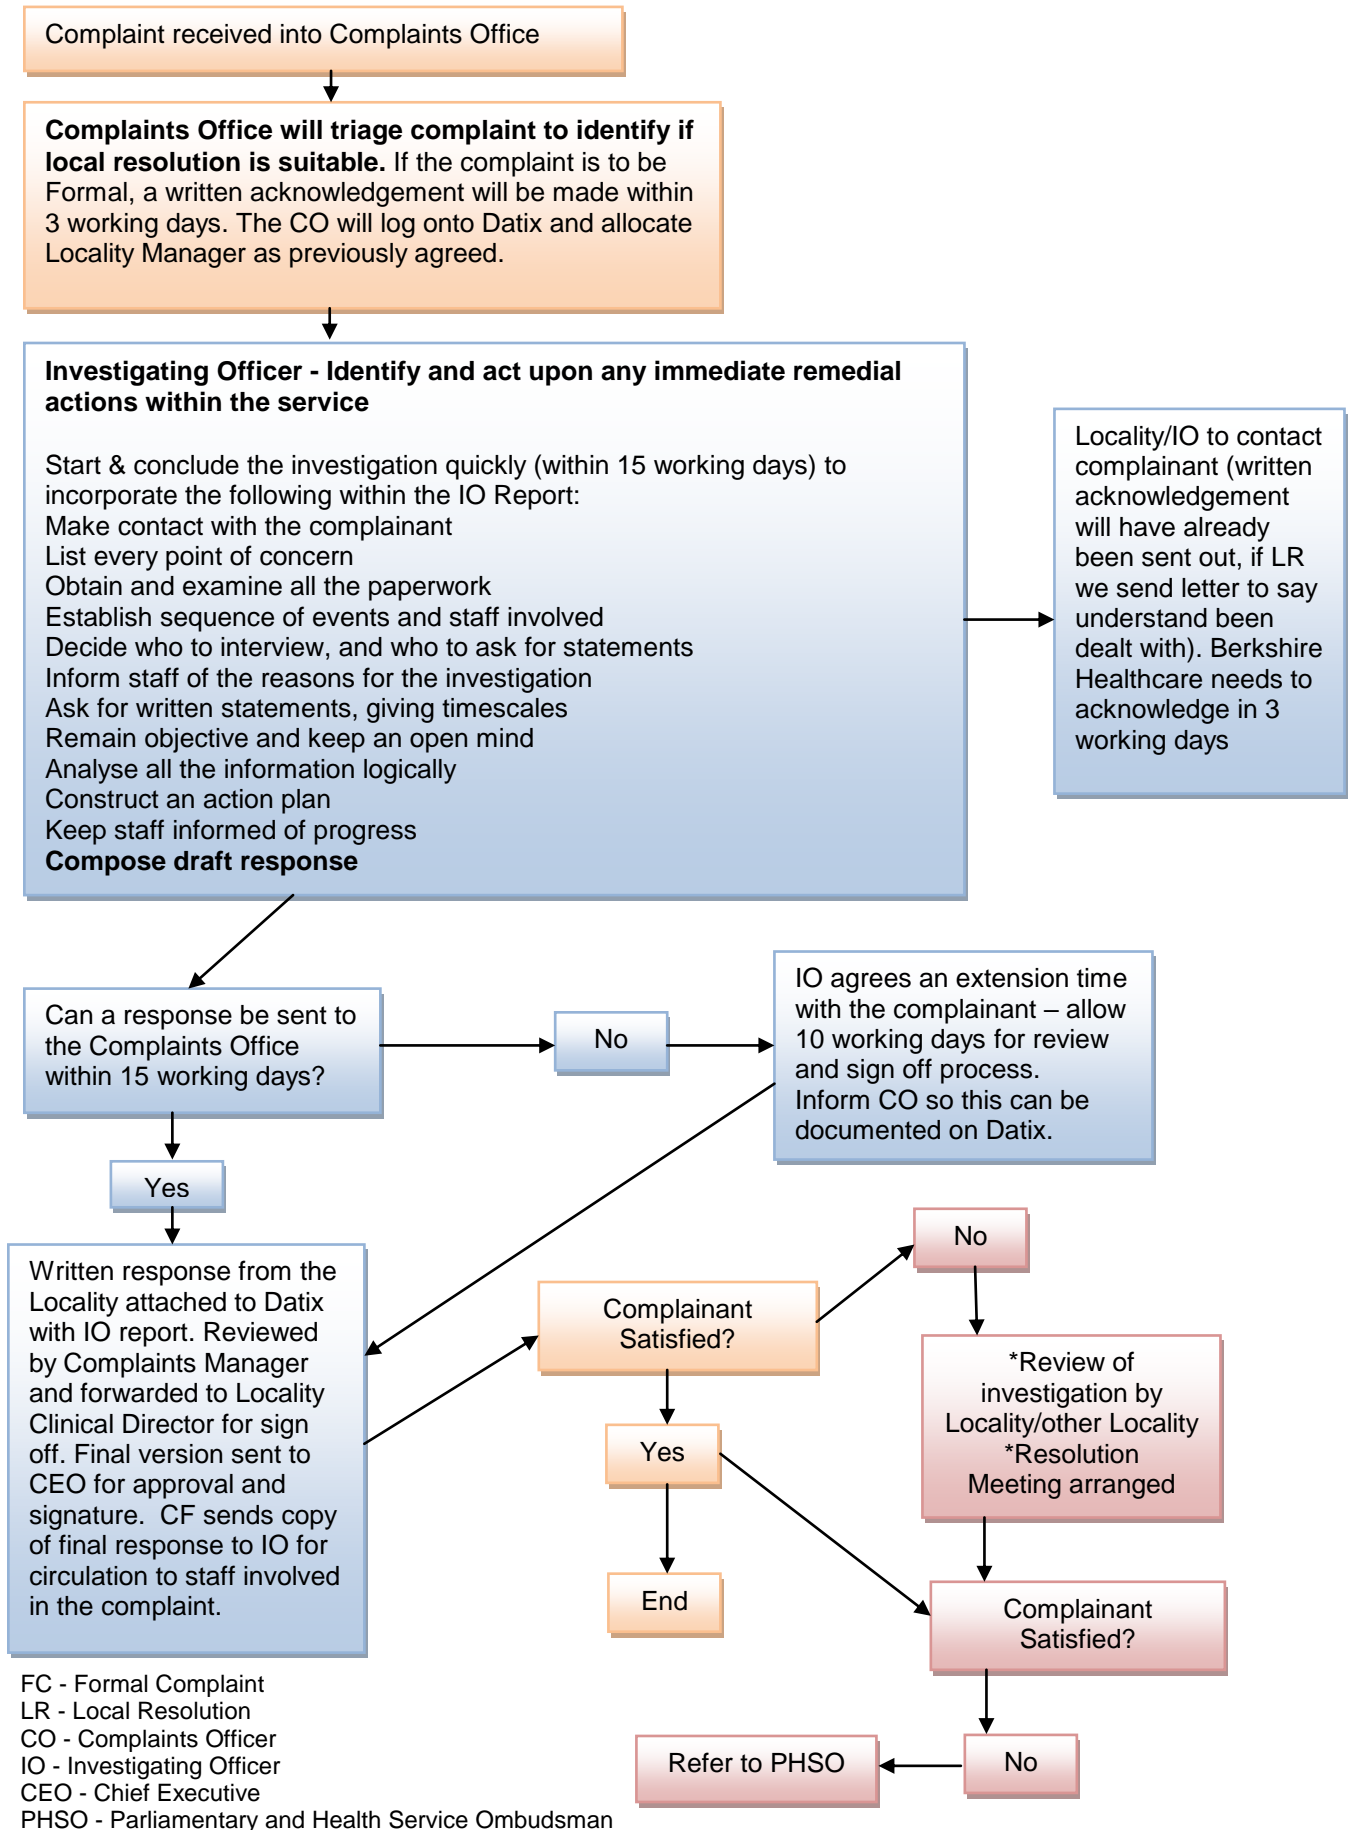 Complaint received into Complaints Office
Complaints Office will triage complaint to identify if
local resolution is suitable. If the complaint is to be
Formal, a written acknowledgement will be made within
3 working days. The CO will log onto Datix and allocate
Locality Manager as previously agreed.
Investigating Officer - Identify and act upon any immediate remedial
actions within the service
Start & conclude the investigation quickly (within 15 working days) to
incorporate the following within the IO Report:
Make contact with the complainant
List every point of concern
Obtain and examine all the paperwork
Establish sequence of events and staff involved
Decide who to interview, and who to ask for statements
Inform staff of the reasons for the investigation
Ask for written statements, giving timescales
Remain objective and keep an open mind
Analyse all the information logically
Construct an action plan
Keep staff informed of progress
Compose draft response
Locality/IO to contact
complainant (written
acknowledgement
will have already
been sent out, if LR
we send letter to say
understand been
dealt with). Berkshire
Healthcare needs to
acknowledge in 3
working days
Can a response be sent to
the Complaints Office
within 15 working days?
No
IO agrees an extension time
with the complainant – allow
10 working days for review
and sign off process.
Inform CO so this can be
documented on Datix.
Yes
Written response from the
Locality attached to Datix
with IO report. Reviewed
by Complaints Manager
and forwarded to Locality
Clinical Director for sign
off. Final version sent to
CEO for approval and
signature.  CF sends copy
of final response to IO for
circulation to staff involved
in the complaint.
Complainant
Satisfied?
No
*Review of
investigation by
Locality/other Locality
*Resolution
Meeting arranged
Yes
End
Complainant
Satisfied?
No
Refer to PHSO
FC - Formal Complaint
LR - Local Resolution
CO - Complaints Officer
IO - Investigating Officer
CEO - Chief Executive
PHSO - Parliamentary and Health Service Ombudsman